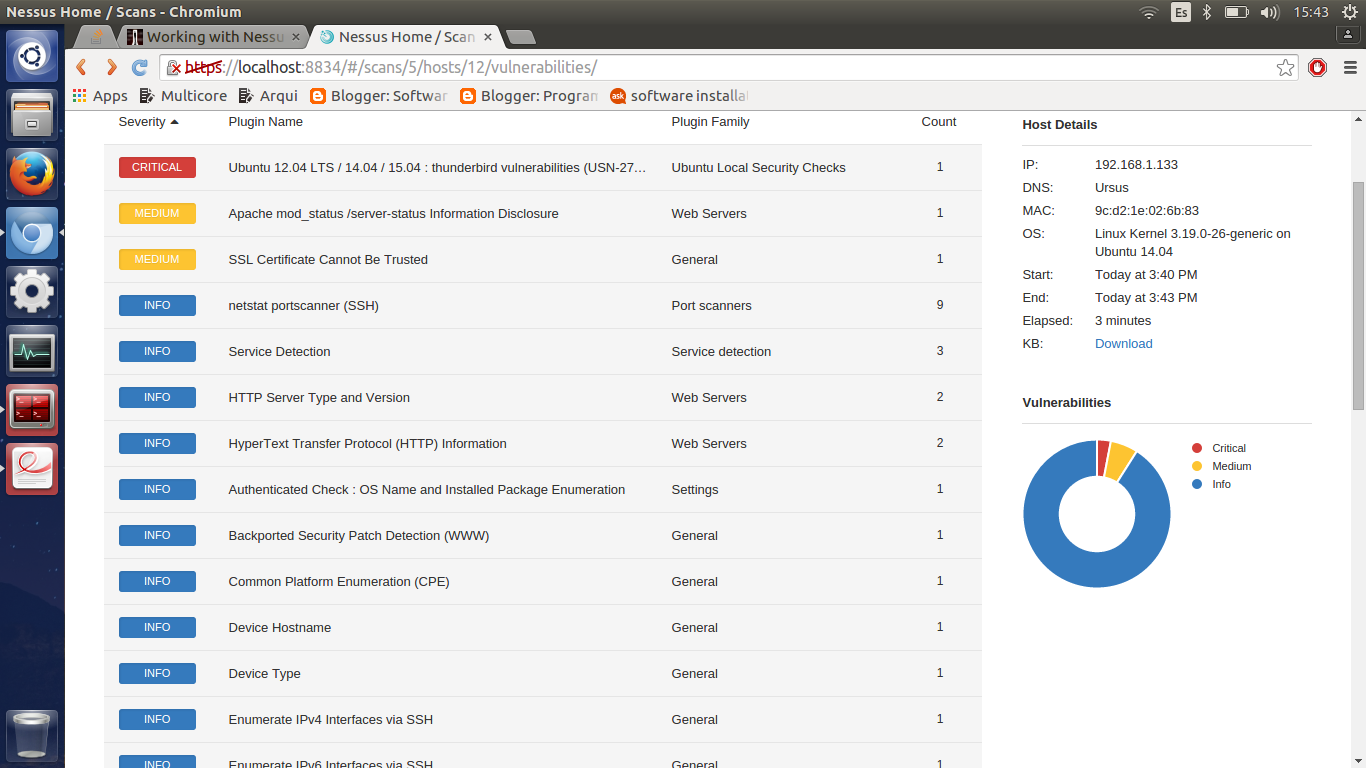 Nessus Home / Scans - Chromium
Es
15:43
Working with Nessu
Nessus Home / Scan
https://localhost:8834/#/scans/5/hosts/12/vulnerabilities/
Apps Multicore Arqui Blogger: Softwar Blogger: Program ask software installat
Severity Plugin Name Plugin Family Count
CRITICAL Ubuntu 12.04 LTS / 14.04 / 15.04 : thunderbird vulnerabilities (USN-27... Ubuntu Local Security Checks 1
MEDIUM Apache mod_status /server-status Information Disclosure Web Servers 1
MEDIUM SSL Certificate Cannot Be Trusted General 1
INFO netstat portscanner (SSH) Port scanners 9
INFO Service Detection Service detection 3
INFO HTTP Server Type and Version Web Servers 2
INFO HyperText Transfer Protocol (HTTP) Information Web Servers 2
INFO Authenticated Check : OS Name and Installed Package Enumeration Settings 1
INFO Backported Security Patch Detection (WWW) General 1
INFO Common Platform Enumeration (CPE) General 1
INFO Device Hostname General 1
INFO Device Type General 1
INFO Enumerate IPv4 Interfaces via SSH General 1
INFO Enumerate IPv6 Interfaces via SSH General 1
Host Details
IP: 192.168.1.133
DNS: Ursus
MAC: 9c:d2:1e:02:6b:83
OS: Linux Kernel 3.19.0-26-generic on
Ubuntu 14.04
Start: Today at 3:40 PM
End: Today at 3:43 PM
Elapsed: 3 minutes
KB: Download
Vulnerabilities
Critical
Medium
Info